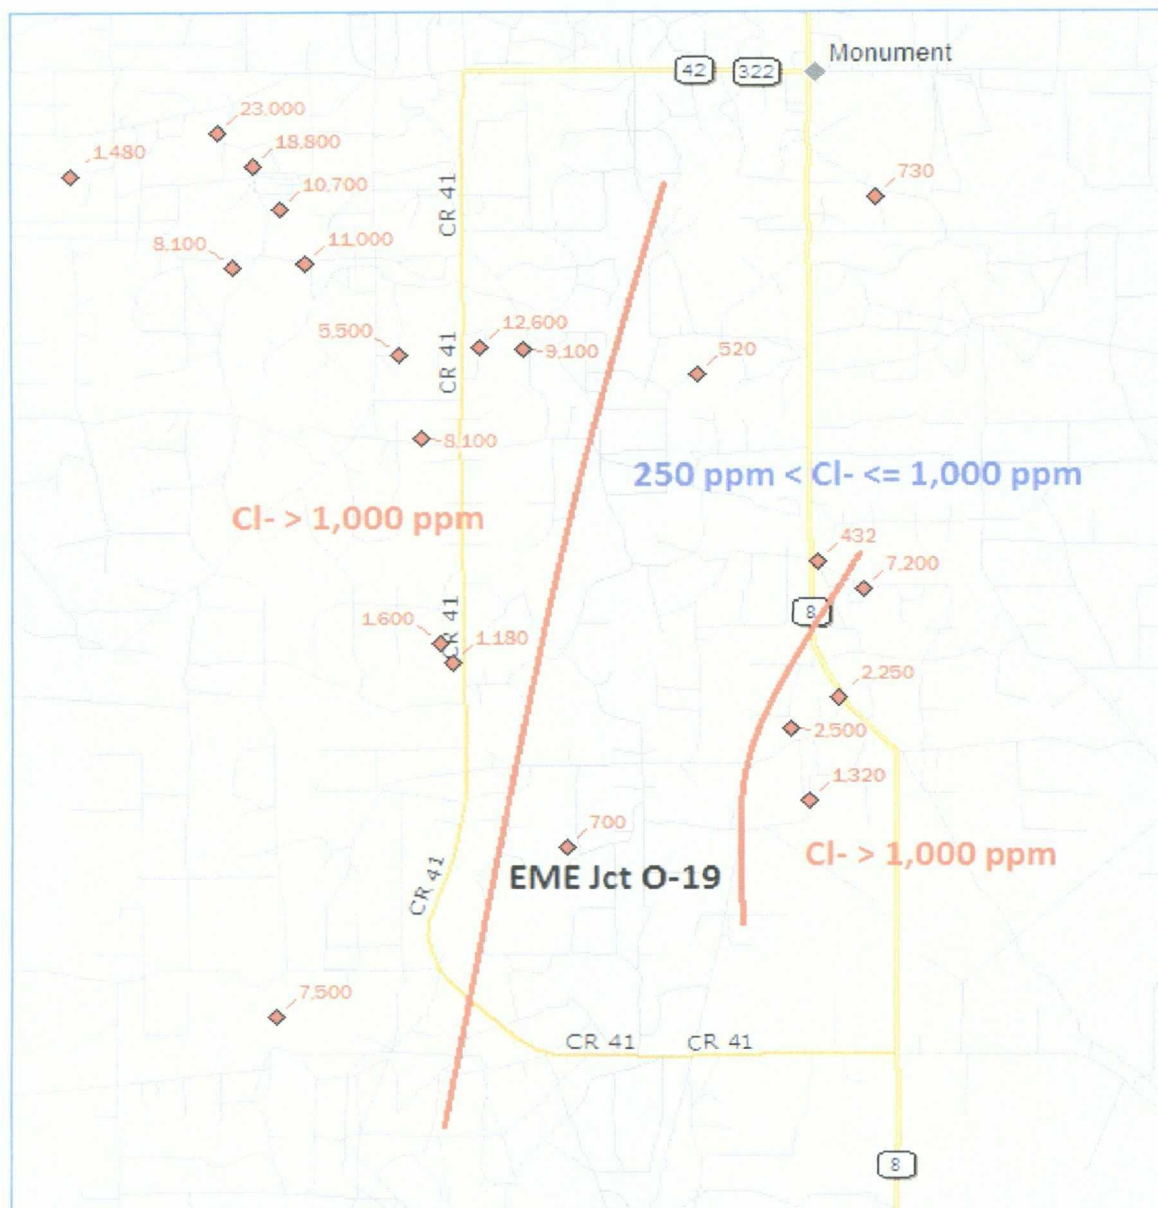 Monument
42
322
23.000
18.800
1.480
10.700
730
CR 41
8,100
11.000
5,500
12.600
9.100
CR 41
520
8.100
250 ppm < Cl- <= 1,000 ppm
Cl- > 1,000 ppm
432
7.200
8
1.600
CR 41
1.180
2.250
2.500
1.320
700
Cl- > 1,000 ppm
EME Jct O-19
CR 41
7,500
CR 41
CR 41
8